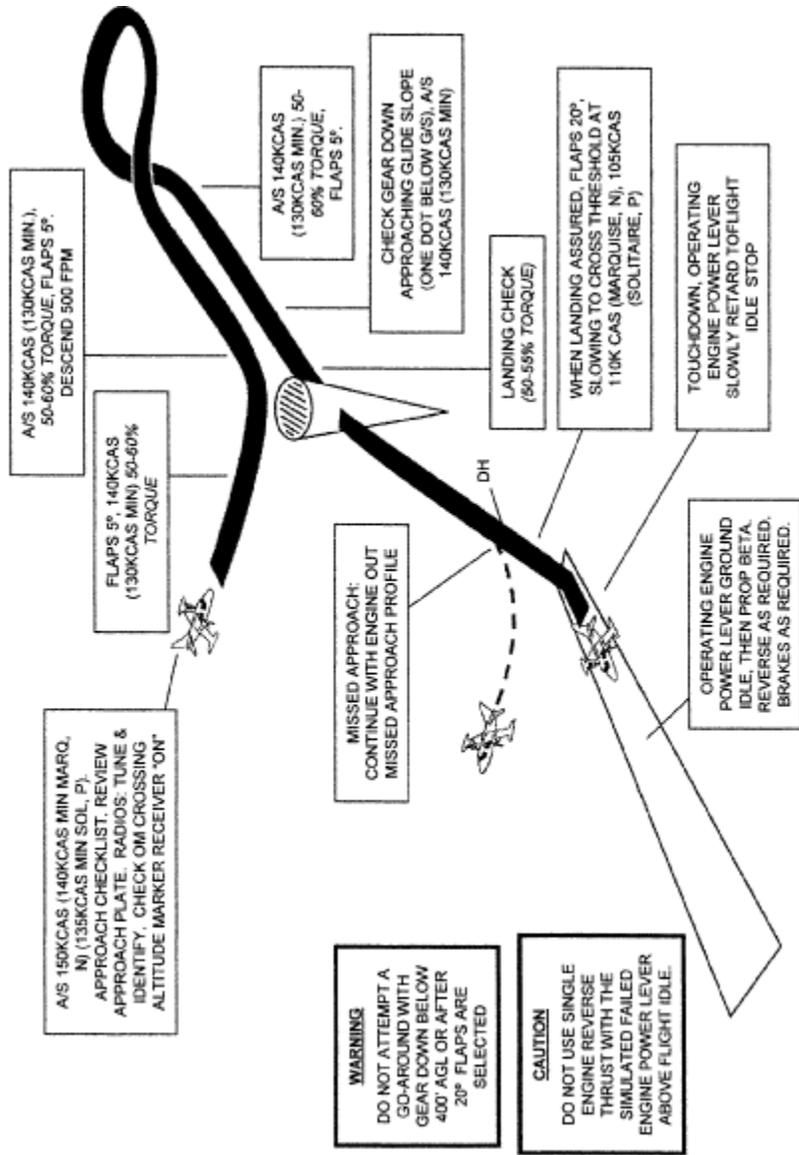 A/S 150KCAS (140KCAS MIN MARQ,
N) (135KCAS MIN SOL, P).
APPROACH CHECKLIST. REVIEW
APPROACH PLATE. RADIOS: TUNE &
IDENTIFY, CHECK OM CROSSING
ALTITUDE MARKER RECEIVER "ON"
FLAPS 5º, 140KCAS
(130KCAS MIN) 50-60%
TORQUE
A/S 140KCAS (130KCAS MIN.),
50-60% TORQUE, FLAPS 5º.
DESCEND 500 FPM
A/S 140KCAS
(130KCAS MIN.) 50-
60% TORQUE,
FLAPS 5º.
CHECK GEAR DOWN
APPROACHING GLIDE SLOPE
(ONE DOT BELOW G/S), A/S
140KCAS (130KCAS MIN)
LANDING CHECK
(50-55% TORQUE)
MISSED APPROACH:
CONTINUE WITH ENGINE OUT
MISSED APPROACH PROFILE
DH
WHEN LANDING ASSURED, FLAPS 20º,
SLOWING TO CROSS THRESHOLD AT
110K CAS (MARQUISE, N), 105KCAS
(SOLITAIRE, P)
TOUCHDOWN, OPERATING
ENGINE POWER LEVER
SLOWLY RETARD TOFLIGHT
IDLE STOP
OPERATING ENGINE
POWER LEVER GROUND
IDLE, THEN PROP BETA.
REVERSE AS REQUIRED.
BRAKES AS REQUIRED.
WARNING
DO NOT ATTEMPT A
GO-AROUND WITH
GEAR DOWN BELOW
400' AGL OR AFTER
20º FLAPS ARE
SELECTED
CAUTION
DO NOT USE SINGLE
ENGINE REVERSE
THRUST WITH THE
SIMULATED FAILED
ENGINE POWER LEVER
ABOVE FLIGHT IDLE.